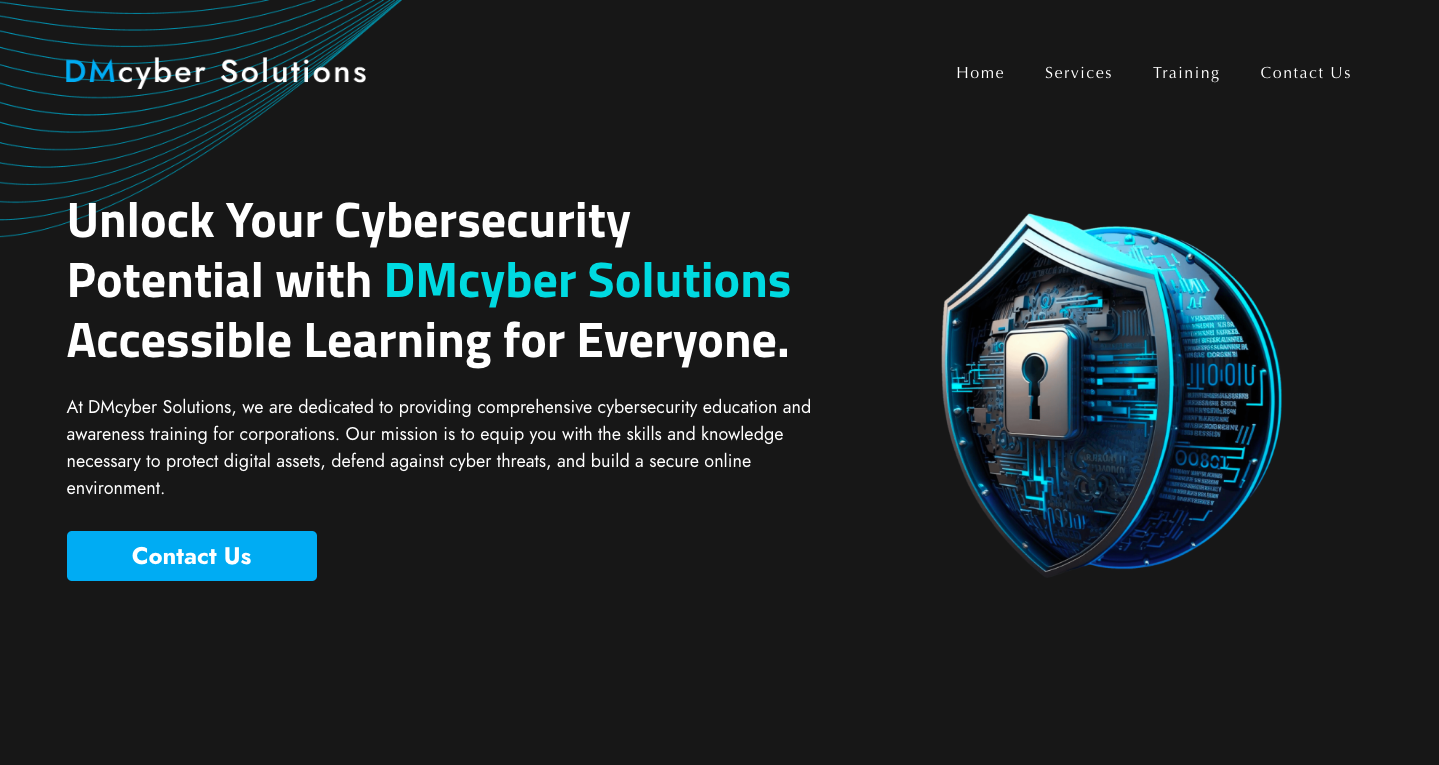 DMcyber Solutions
Home
Services
Training
Contact Us
Unlock Your Cybersecurity
Potential with DMcyber Solutions
Accessible Learning for Everyone.
At DMcyber Solutions, we are dedicated to providing comprehensive cybersecurity education and
awareness training for corporations. Our mission is to equip you with the skills and knowledge
necessary to protect digital assets, defend against cyber threats, and build a secure online
environment.
Contact Us